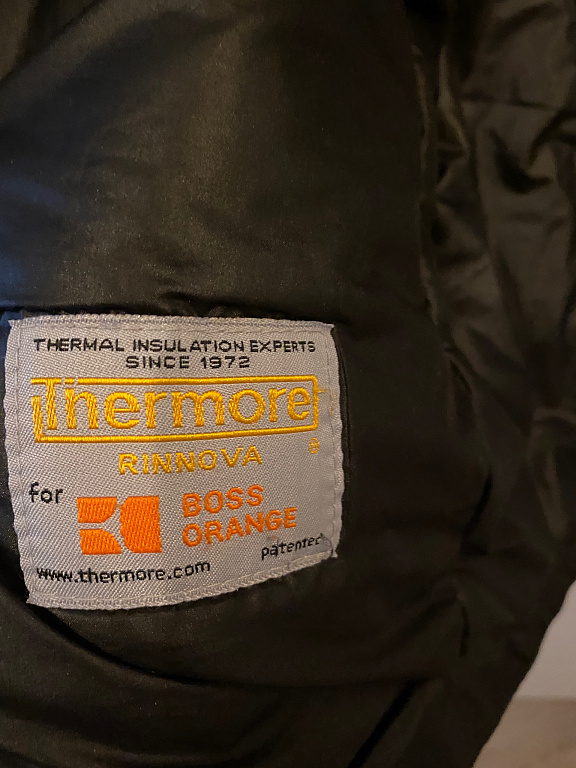 THERMAL INSULATION EXPERTS
SINCE 1972
Thermore
®
RINNOVA
for
BOSS
ORANGE
patented
www.thermore.com